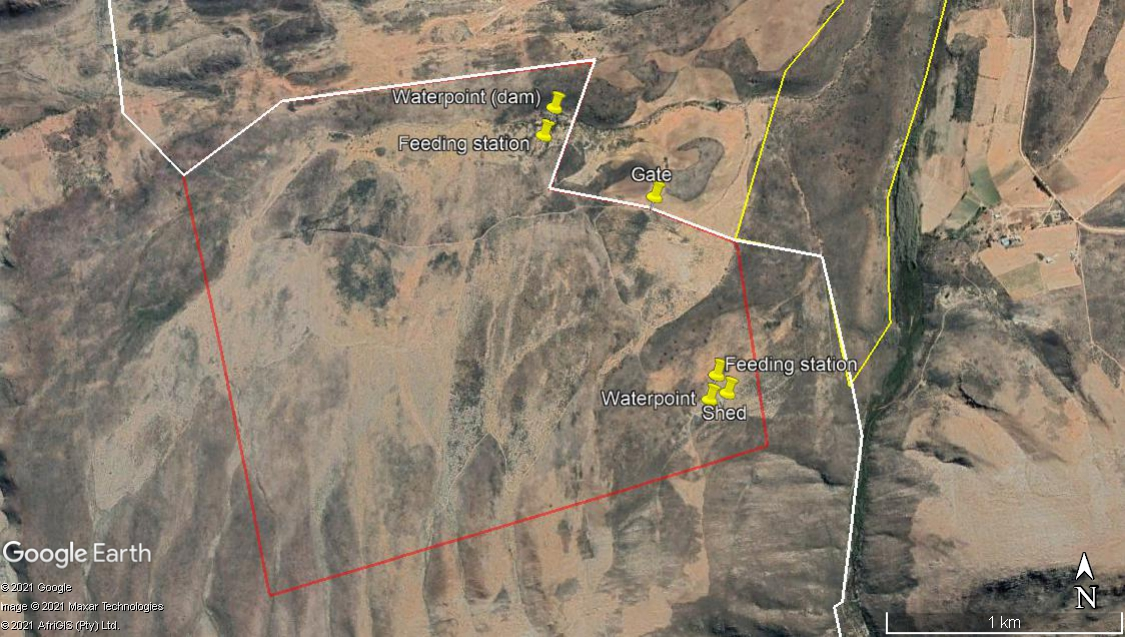 Waterpoint (dam)
Feeding station
Gate
Feeding station
Waterpoint
Shed
Google Earth
© 2021 Google
mage © 2021 Maxar Technologies
© 2021 AfriGIS (Pty) Ltd.
N
1 km